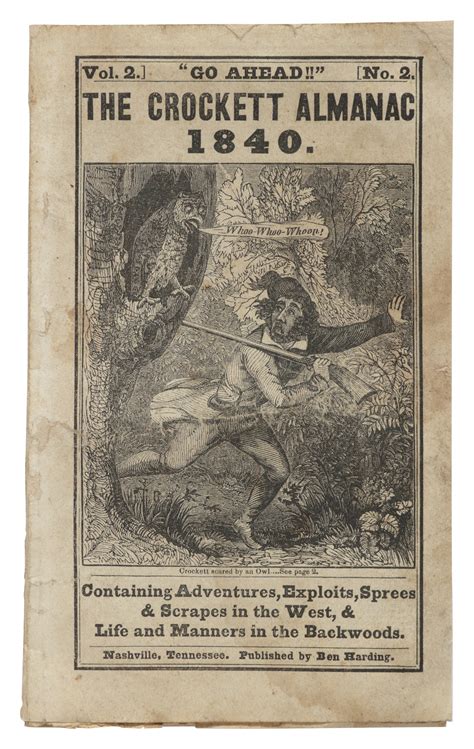 Vol. 2.] "GO AHEAD!!" [No. 2.
THE CROCKETT ALMANAC
1840.
Whoo-Whoo-Whoou!
Crockett scared by an Owl....See page 2.
Containing Adventures, Exploits, Sprees
& Scrapes in the West, &
Life and Manners in the Backwoods.
Nashville, Tennessee. Published by Ben Harding.